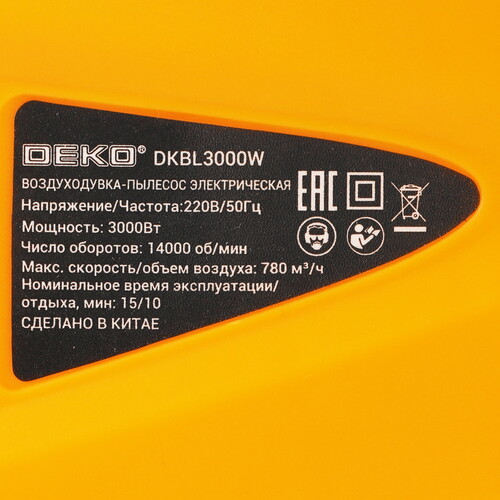 DEKO® DKBL3000W
ВОЗДУХОДУВКА-ПЫЛЕСОС ЭЛЕКТРИЧЕСКАЯ
Напряжение/Частота:220В/50Гц
Мощность: 3000Вт
Число оборотов: 14000 об/мин
Макс. скорость/объем воздуха: 780 м³/ч
Номинальное время эксплуатации/
отдыха, мин: 15/10
СДЕЛАНО В КИТАЕ
EAC